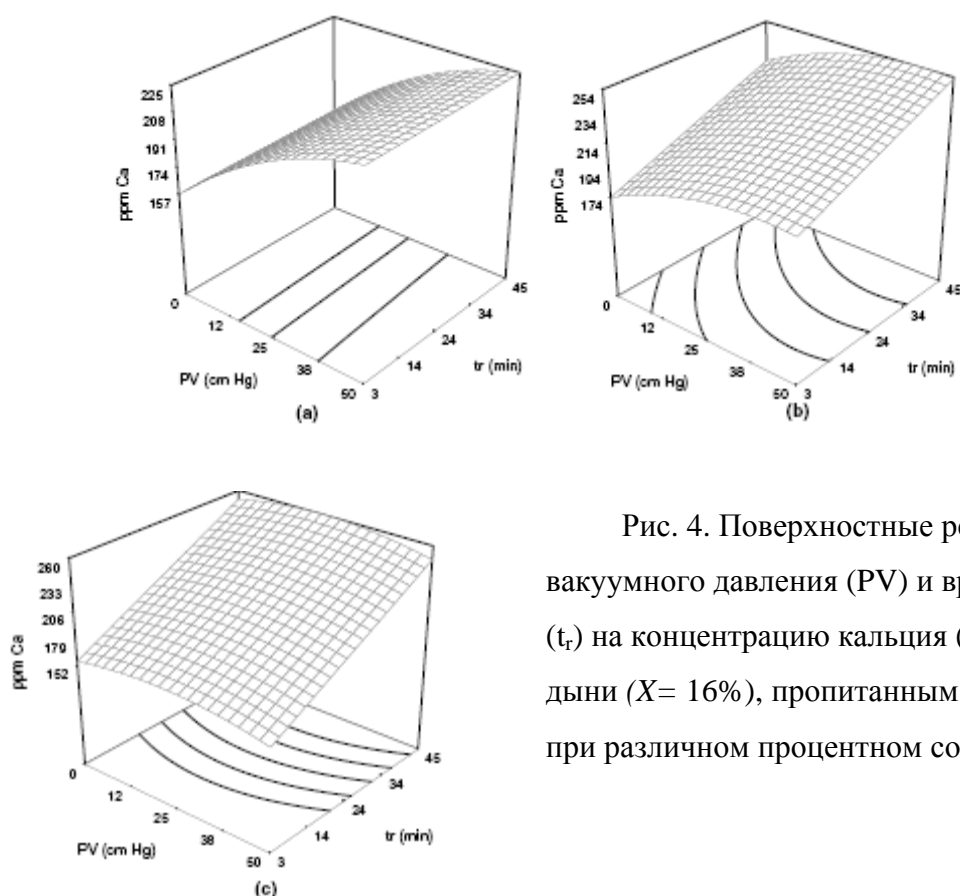 225
208
191
174
157
ppm Ca
0
12
25
38
50
PV (cm Hg)
3
14
24
34
45
tr (min)
(a)
254
234
214
194
174
ppm Ca
0
12
25
38
50
PV (cm Hg)
3
14
24
34
45
tr (min)
(b)
260
233
206
179
152
ppm Ca
0
12
25
38
50
PV (cm Hg)
3
14
24
34
45
tr (min)
(c)
Рис. 4. Поверхностные
вакуумного давления (PV) и
(tᵣ) на концентрацию кальция (
дыни (X= 16%), пропитанным
при различном процентном